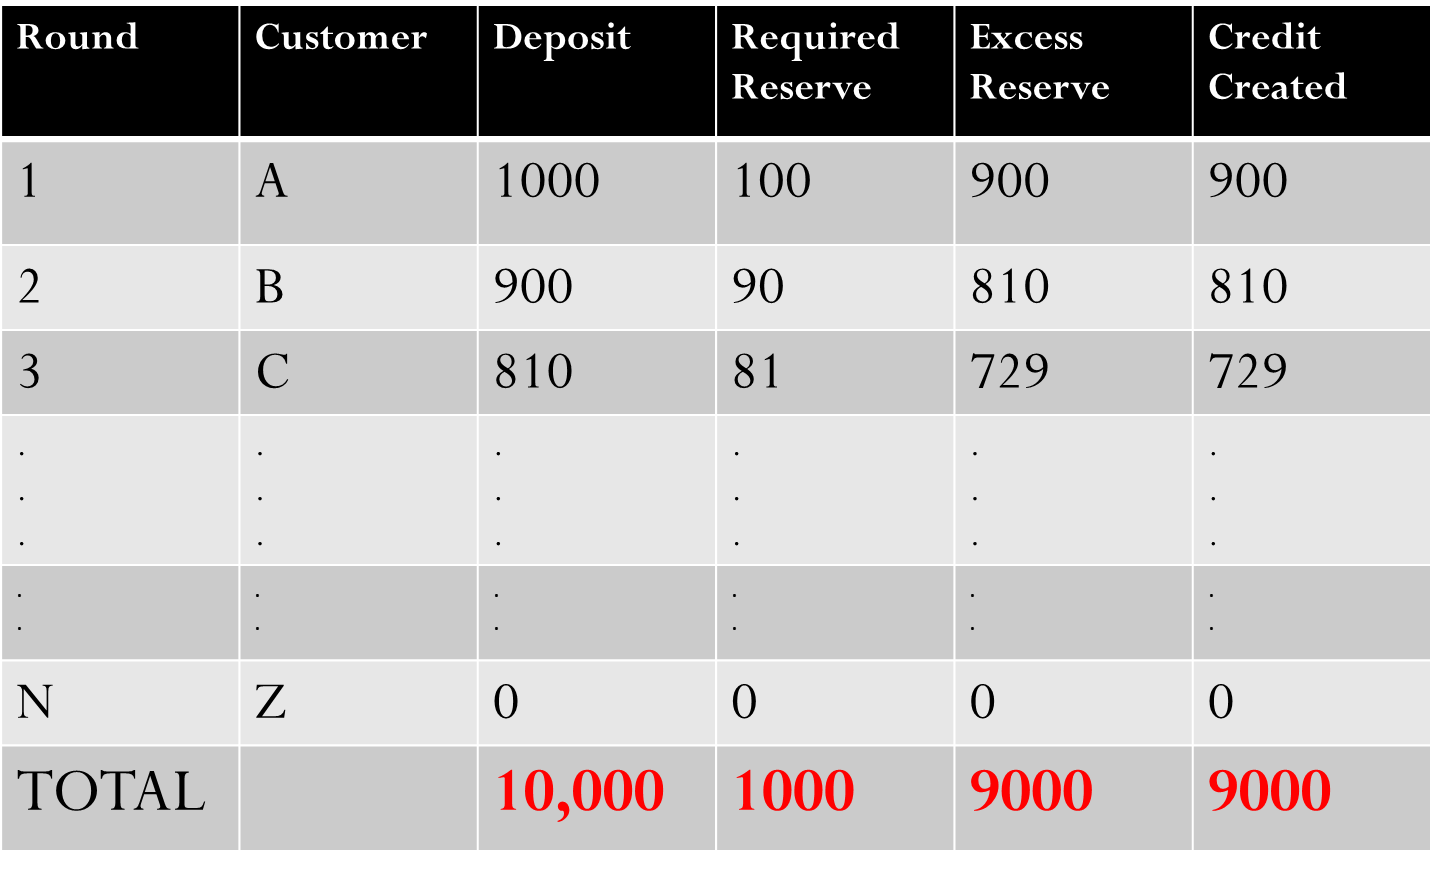 Round Customer Deposit Required Reserve Excess Reserve Credit Created
1 A 1000 100 900 900
2 B 900 90 810 810
3 C 810 81 729 729
. . . . . .
. . . . . .
. . . . . .
. . . . . .
. . . . . .
N Z 0 0 0 0
TOTAL 10,000 1000 9000 9000